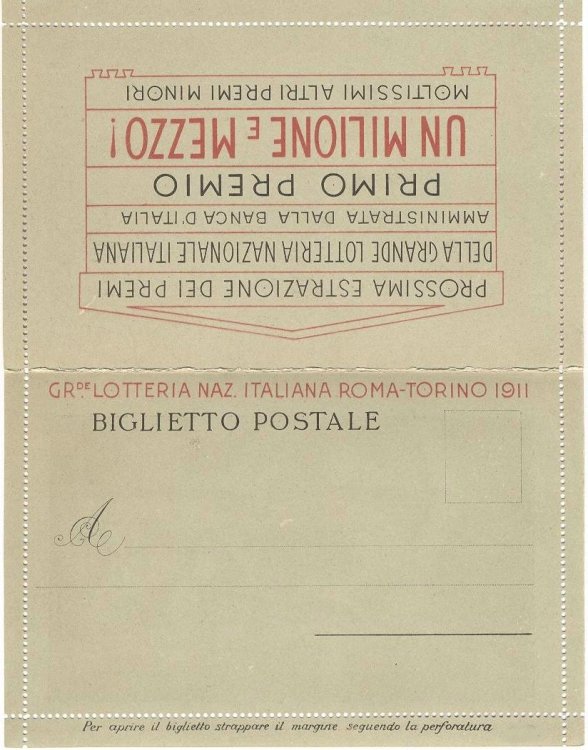 PROSSIMA ESTRAZIONE DEI PREMI
DELLA GRANDE LOTTERIA NAZIONALE ITALIANA
AMMINISTRATA DALLA BANCA D'ITALIA
PRIMO PREMIO
UN MILIONE E MEZZO!
MOLTISSIMI ALTRI PREMI MINORI
GR.DE LOTTERIA NAZ. ITALIANA ROMA-TORINO 1911
BIGLIETTO POSTALE
A
Per aprire il biglietto strappare il margine seguendo la perforatura